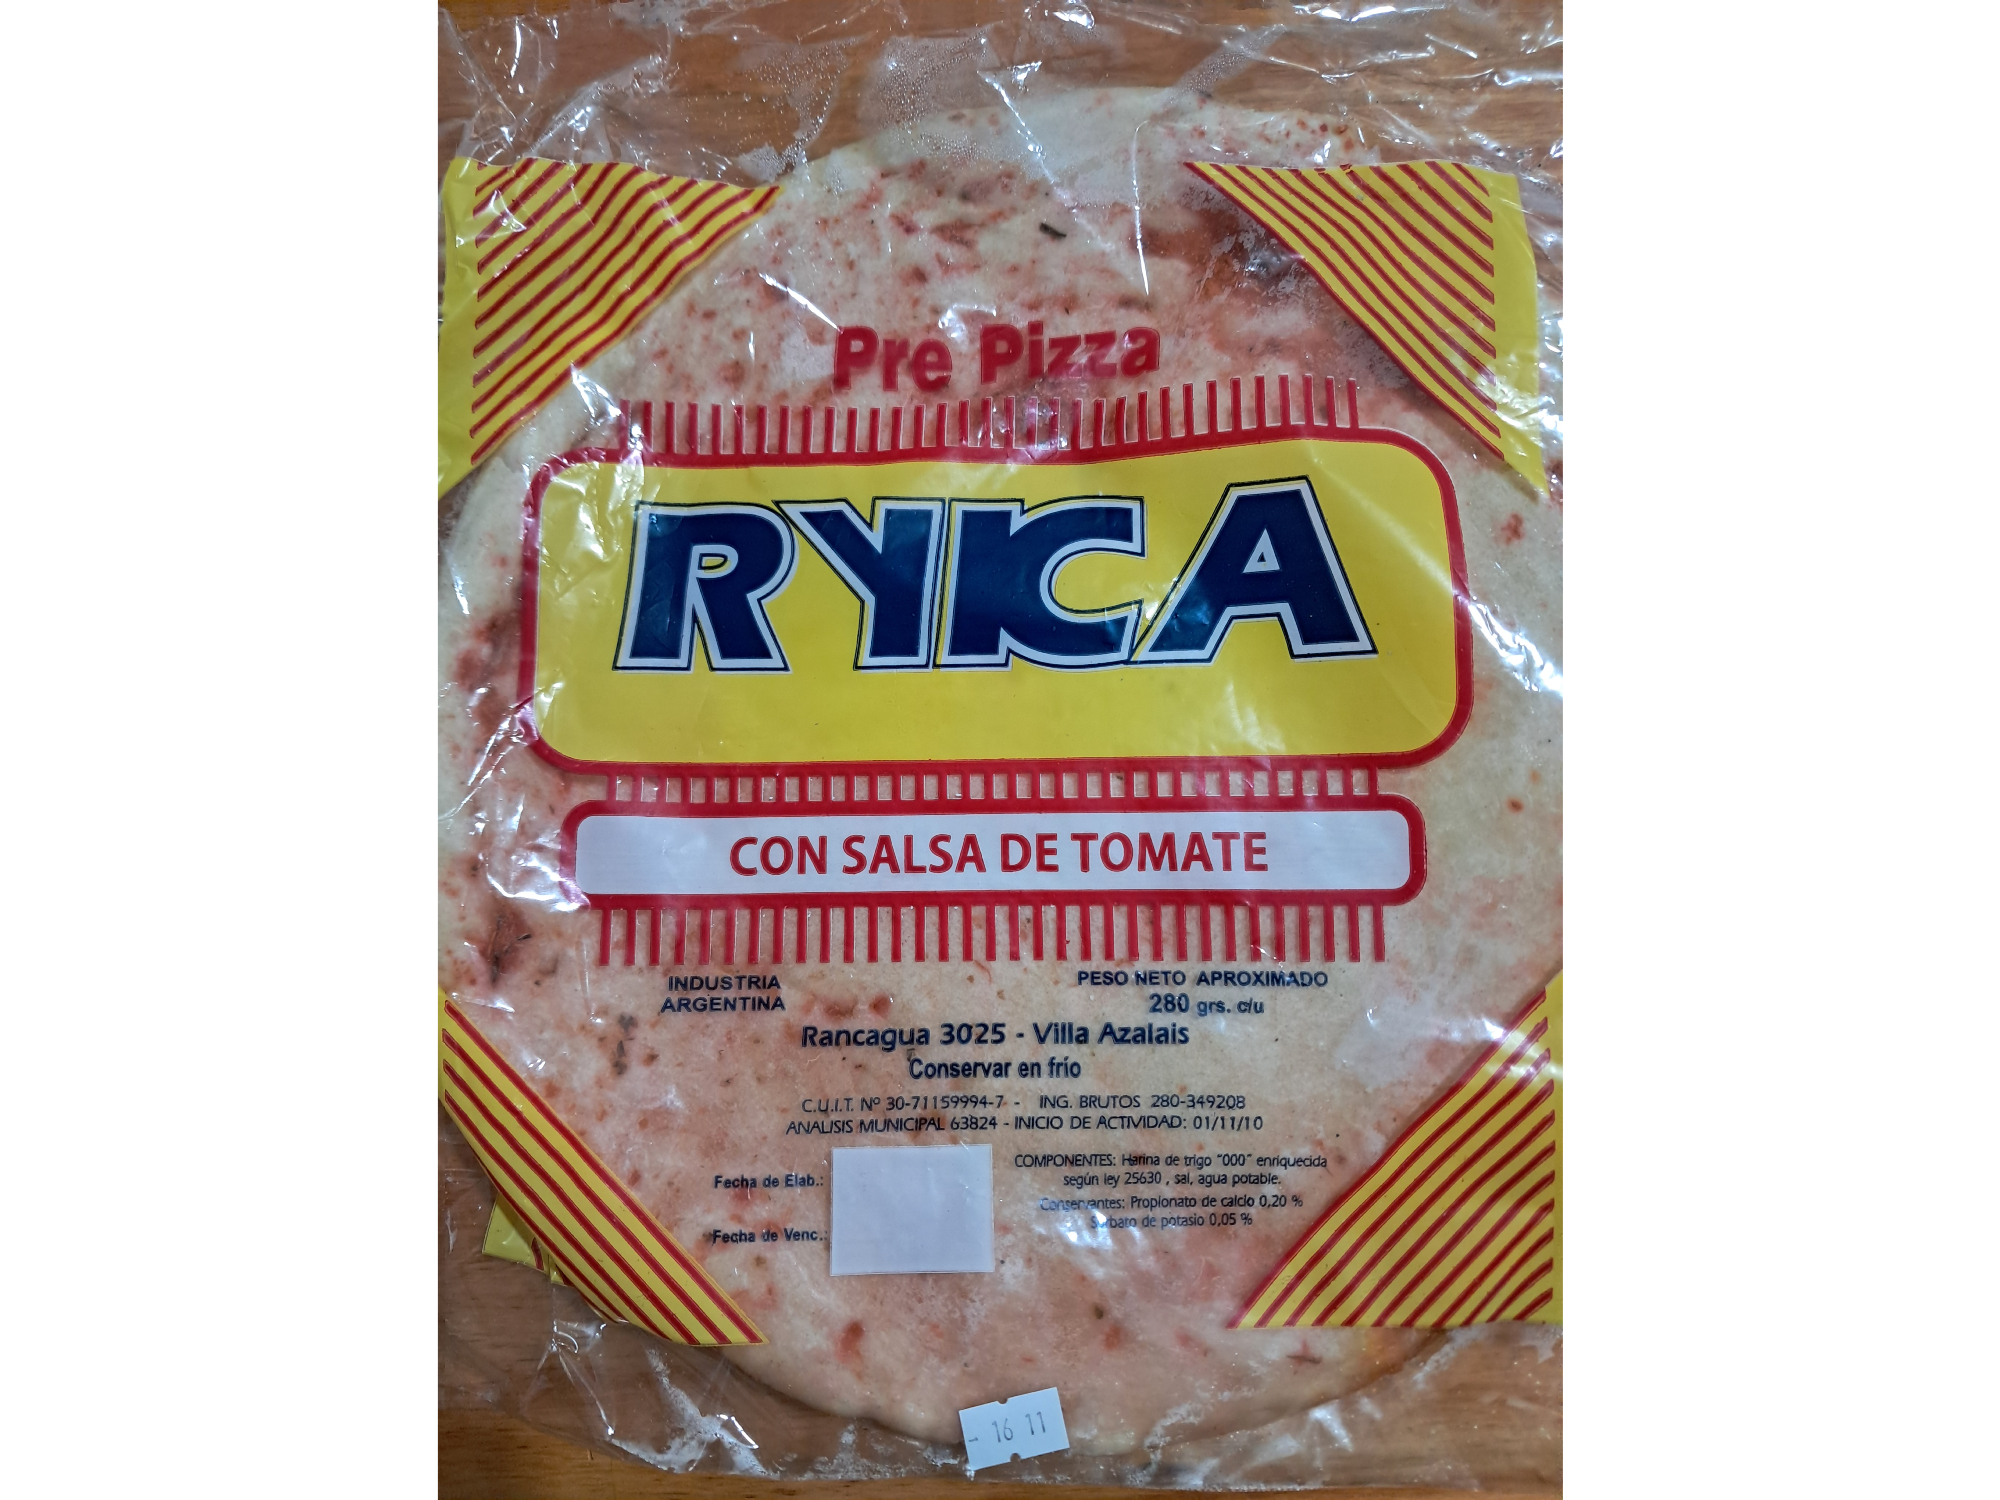 Pre Pizza
RYCA
CON SALSA DE TOMATE
INDUSTRIA
ARGENTINA
PESO NETO APROXIMADO
280 grs. c/u
Rancagua 3025 - Villa Azalais
Conservar en frío
C.U.I.T. Nº 30-71159994-7 - ING. BRUTOS 280-349208
ANALISIS MUNICIPAL 63824 - INICIO DE ACTIVIDAD: 01/11/10
Fecha de Elab.:
Fecha de Venc.:
COMPONENTES: Harina de trigo "000" enriquecida
según ley 25630 , sal, agua potable.
Conservantes: Propionato de calcio 0,20 %
Sorbato de potasio 0,05 %
- 16 11